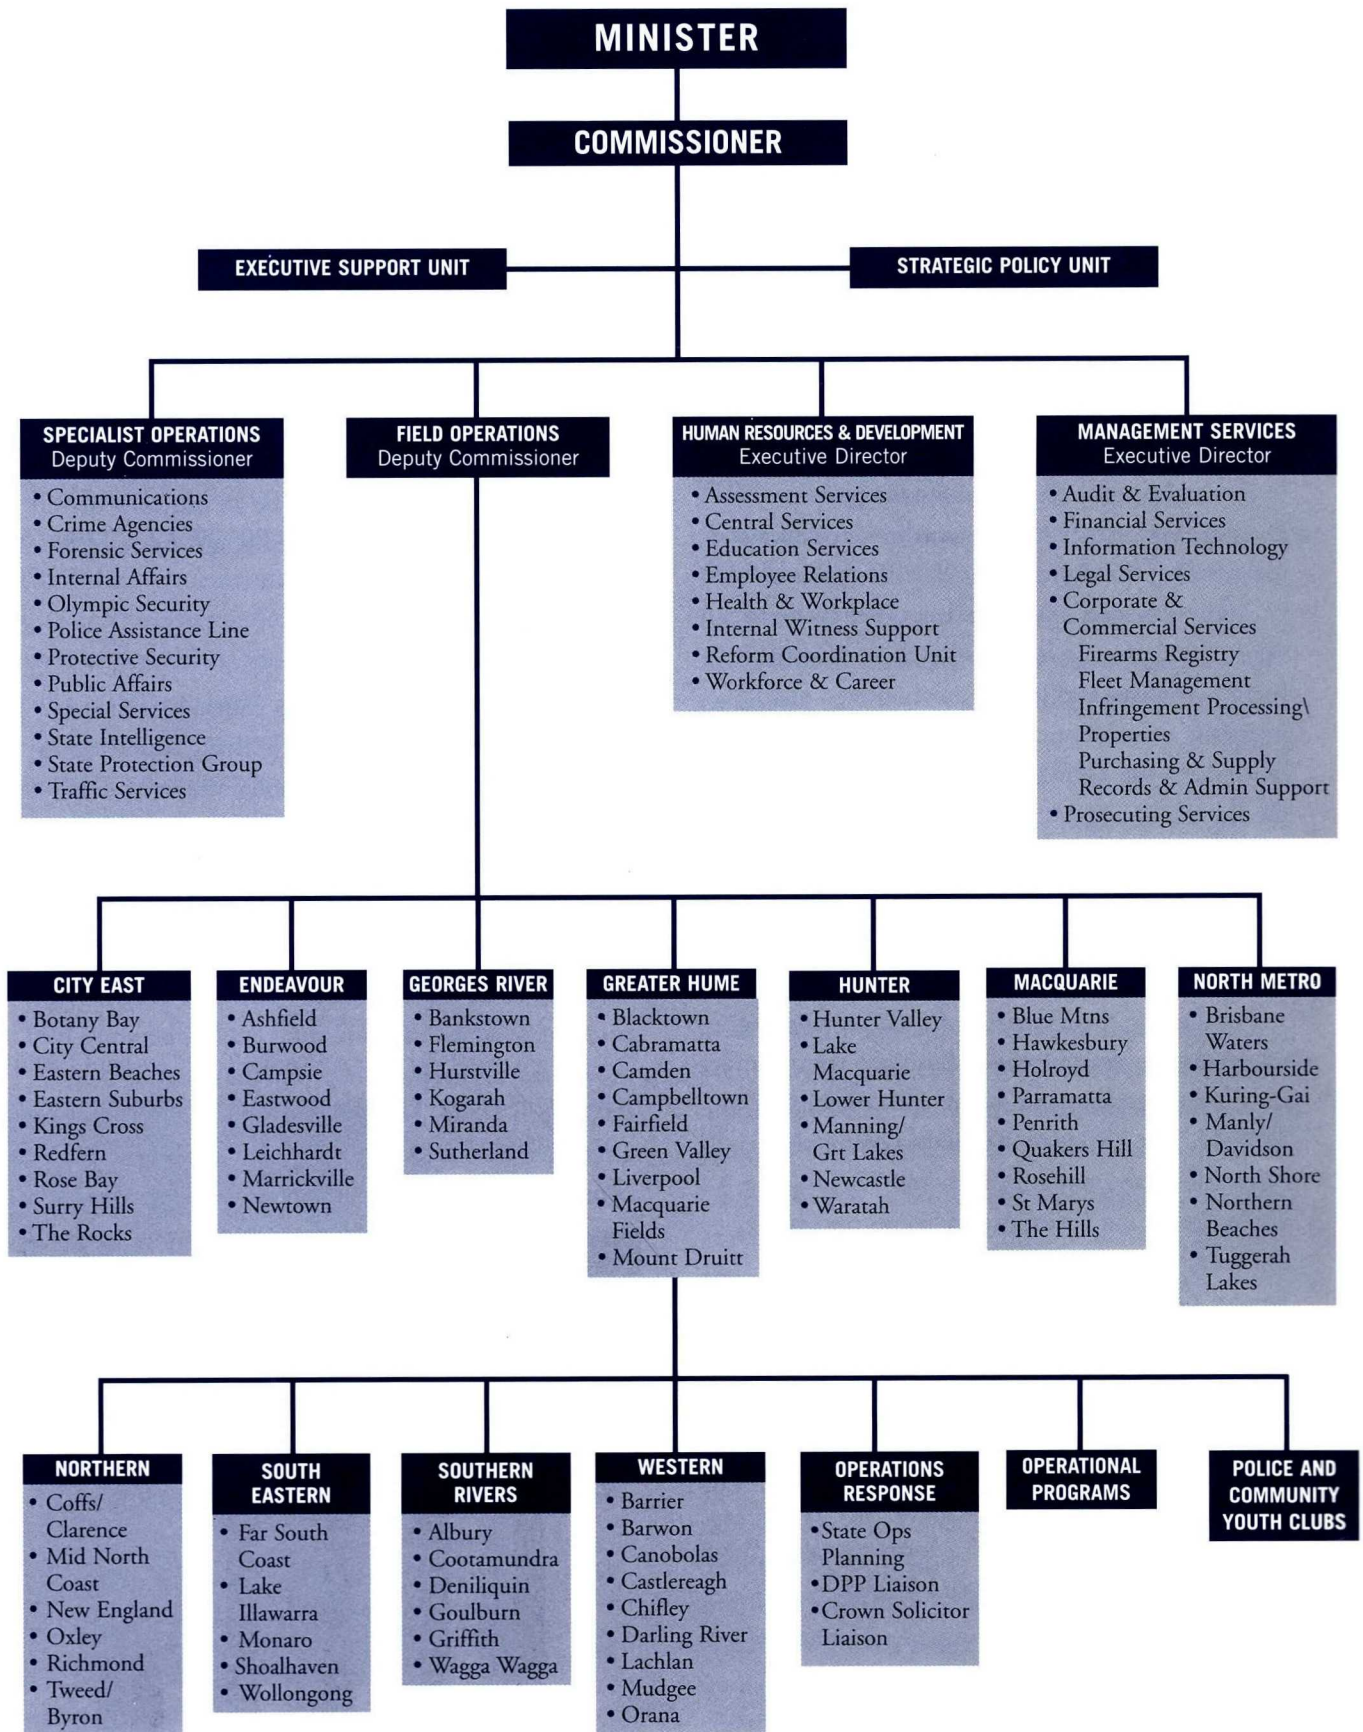 MINISTER
COMMISSIONER
EXECUTIVE SUPPORT UNIT
STRATEGIC POLICY UNIT
SPECIALIST OPERATIONS
Deputy Commissioner
• Communications
• Crime Agencies
• Forensic Services
• Internal Affairs
• Olympic Security
• Police Assistance Line
• Protective Security
• Public Affairs
• Special Services
• State Intelligence
• State Protection Group
• Traffic Services
FIELD OPERATIONS
Deputy Commissioner
HUMAN RESOURCES & DEVELOPMENT
Executive Director
• Assessment Services
• Central Services
• Education Services
• Employee Relations
• Health & Workplace
• Internal Witness Support
• Reform Coordination Unit
• Workforce & Career
MANAGEMENT SERVICES
Executive Director
• Audit & Evaluation
• Financial Services
• Information Technology
• Legal Services
• Corporate &
Commercial Services
Firearms Registry
Fleet Management
Infringement Processing\
Properties
Purchasing & Supply
Records & Admin Support
• Prosecuting Services
CITY EAST
• Botany Bay
• City Central
• Eastern Beaches
• Eastern Suburbs
• Kings Cross
• Redfern
• Rose Bay
• Surry Hills
• The Rocks
ENDEAVOUR
• Ashfield
• Burwood
• Campsie
• Eastwood
• Gladesville
• Leichhardt
• Marrickville
• Newtown
GEORGES RIVER
• Bankstown
• Flemington
• Hurstville
• Kogarah
• Miranda
• Sutherland
GREATER HUME
• Blacktown
• Cabramatta
• Camden
• Campbelltown
• Fairfield
• Green Valley
• Liverpool
• Macquarie
Fields
• Mount Druitt
HUNTER
• Hunter Valley
• Lake
Macquarie
• Lower Hunter
• Manning/
Grt Lakes
• Newcastle
• Waratah
MACQUARIE
• Blue Mtns
• Hawkesbury
• Holroyd
• Parramatta
• Penrith
• Quakers Hill
• Rosehill
• St Marys
• The Hills
NORTH METRO
• Brisbane
Waters
• Harbourside
• Kuring-Gai
• Manly/
Davidson
• North Shore
• Northern
Beaches
• Tuggerah
Lakes
NORTHERN
• Coffs/
Clarence
• Mid North
Coast
• New England
• Oxley
• Richmond
• Tweed/
Byron
SOUTH
EASTERN
• Far South
Coast
• Lake
Illawarra
• Monaro
• Shoalhaven
• Wollongong
SOUTHERN
RIVERS
• Albury
• Cootamundra
• Deniliquin
• Goulburn
• Griffith
• Wagga Wagga
WESTERN
• Barrier
• Barwon
• Canobolas
• Castlereagh
• Chifley
• Darling River
• Lachlan
• Mudgee
• Orana
OPERATIONS
RESPONSE
• State Ops
Planning
• DPP Liaison
• Crown Solicitor
Liaison
OPERATIONAL
PROGRAMS
POLICE AND
COMMUNITY
YOUTH CLUBS